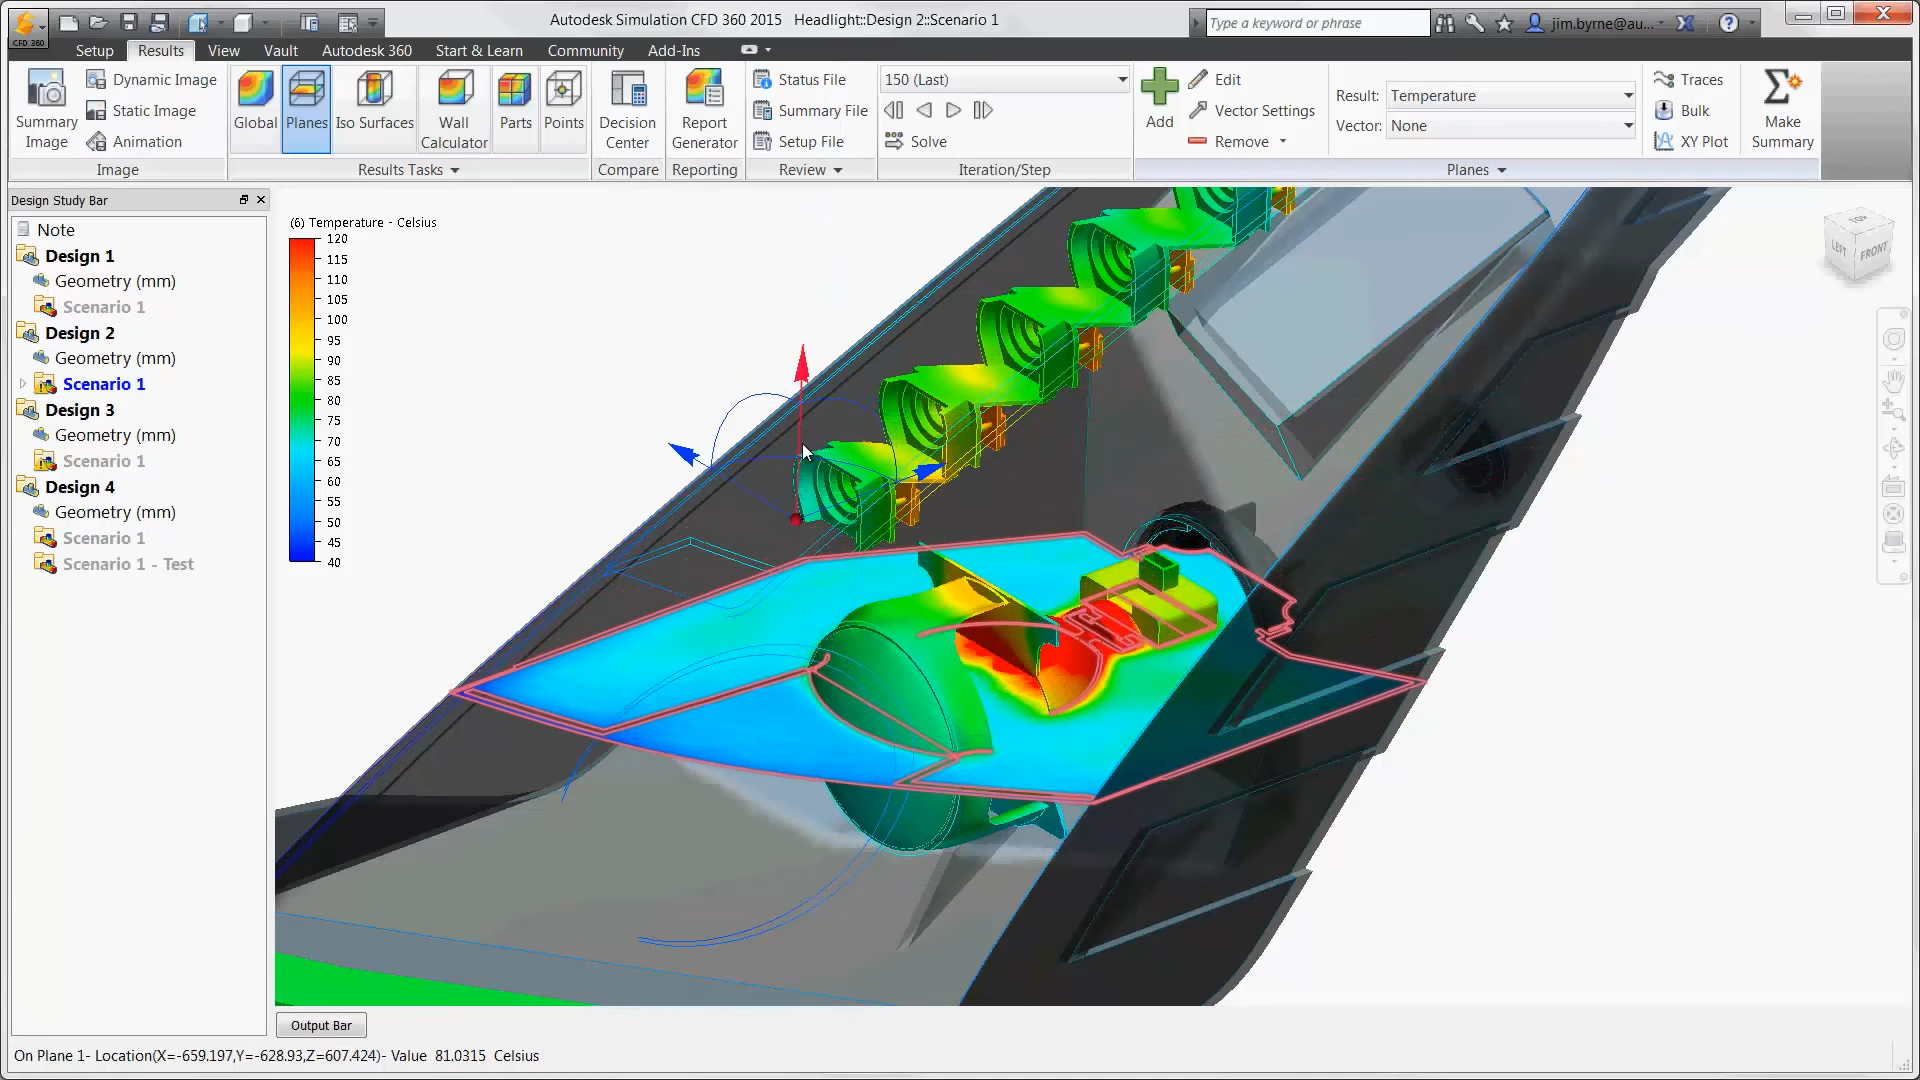 Autodesk Simulation CFD 360 2015 Headlight::Design 2::Scenario 1
Type a keyword or phrase
jim.byrne@au...
CFD 360
Setup Results View Vault Autodesk 360 Start & Learn Community Add-Ins
Summary Image
Dynamic Image
Static Image
Animation
Image
Global
Planes
Iso Surfaces
Wall Calculator
Parts
Points
Results Tasks
Decision Center
Compare
Report Generator
Reporting
Status File
Summary File
Setup File
Review
150 (Last)
Solve
Iteration/Step
Add
Edit
Vector Settings
Remove
Result: Temperature
Vector: None
Planes
Traces
Bulk
XY Plot
Make Summary
Design Study Bar
Note
Design 1
Geometry (mm)
Scenario 1
Design 2
Geometry (mm)
Scenario 1
Design 3
Geometry (mm)
Scenario 1
Design 4
Geometry (mm)
Scenario 1
Scenario 1 - Test
(6) Temperature - Celsius
120
115
110
105
100
95
90
85
80
75
70
65
60
55
50
45
40
TOP
LEFT
FRONT
Output Bar
On Plane 1- Location(X=-659.197,Y=-628.93,Z=607.424)- Value 81.0315 Celsius